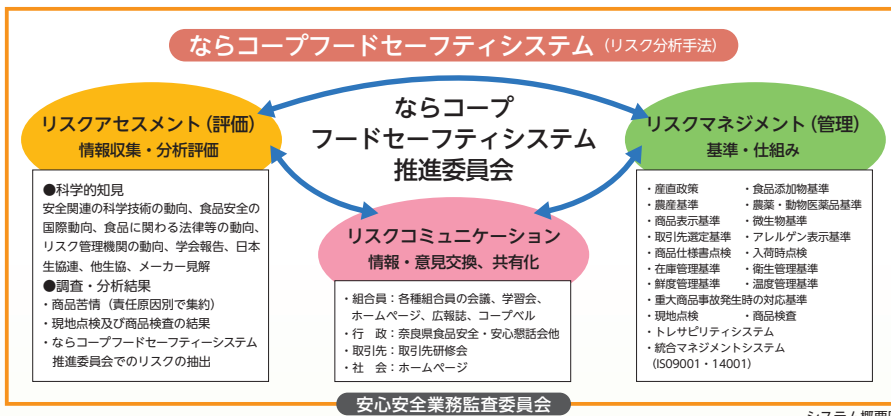 ならコープフードセーフティシステム（リスク分析手法）
ならコープ
フードセーフティシステム
推進委員会
リスクアセスメント（評価）
情報収集・分析評価
●科学的知見
安全関連の科学技術の動向、食品安全の
国際動向、食品に関わる法律等の動向、
リスク管理機関の動向、学会報告、日本
生協連、他生協、メーカー見解
●調査・分析結果
・商品苦情（責任原因別で集約）
・現地点検及び商品検査の結果
・ならコープフードセーフティーシステム
推進委員会でのリスクの抽出
リスクコミュニケーション
情報・意見交換、共有化
・組合員：各種組合員の会議、学習会、
ホームページ、広報誌、コープベル
・行　政：奈良県食品安全・安心懇話会他
・取引先：取引先研修会
・社　会：ホームページ
リスクマネジメント（管理）
基準・仕組み
・産直政策　・食品添加物基準
・農産基準　・農薬・動物医薬品基準
・商品表示基準　・微生物基準
・取引先選定基準　・アレルゲン表示基準
・商品仕様書点検　・入荷時点検
・在庫管理基準　・衛生管理基準
・鮮度管理基準　・温度管理基準
・重大商品事故発生時の対応基準
・現地点検　・商品検査
・トレサビリティシステム
・統合マネジメントシステム
（ISO9001・14001）
安心安全業務監査委員会